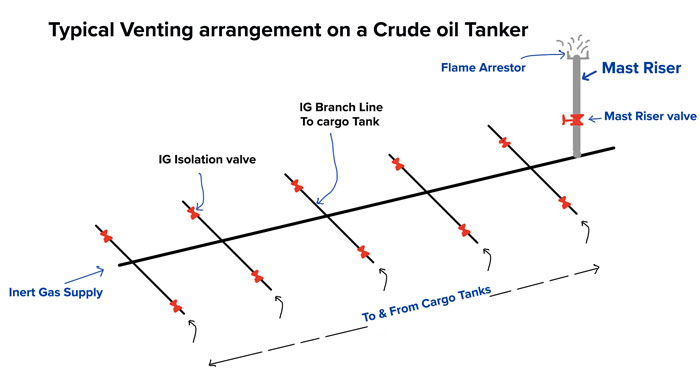 Typical Venting arrangement on a Crude oil Tanker
Flame Arrestor
Mast Riser
IG Branch Line
To cargo Tank
Mast Riser valve
IG Isolation valve
Inert Gas Supply
To & From Cargo Tanks